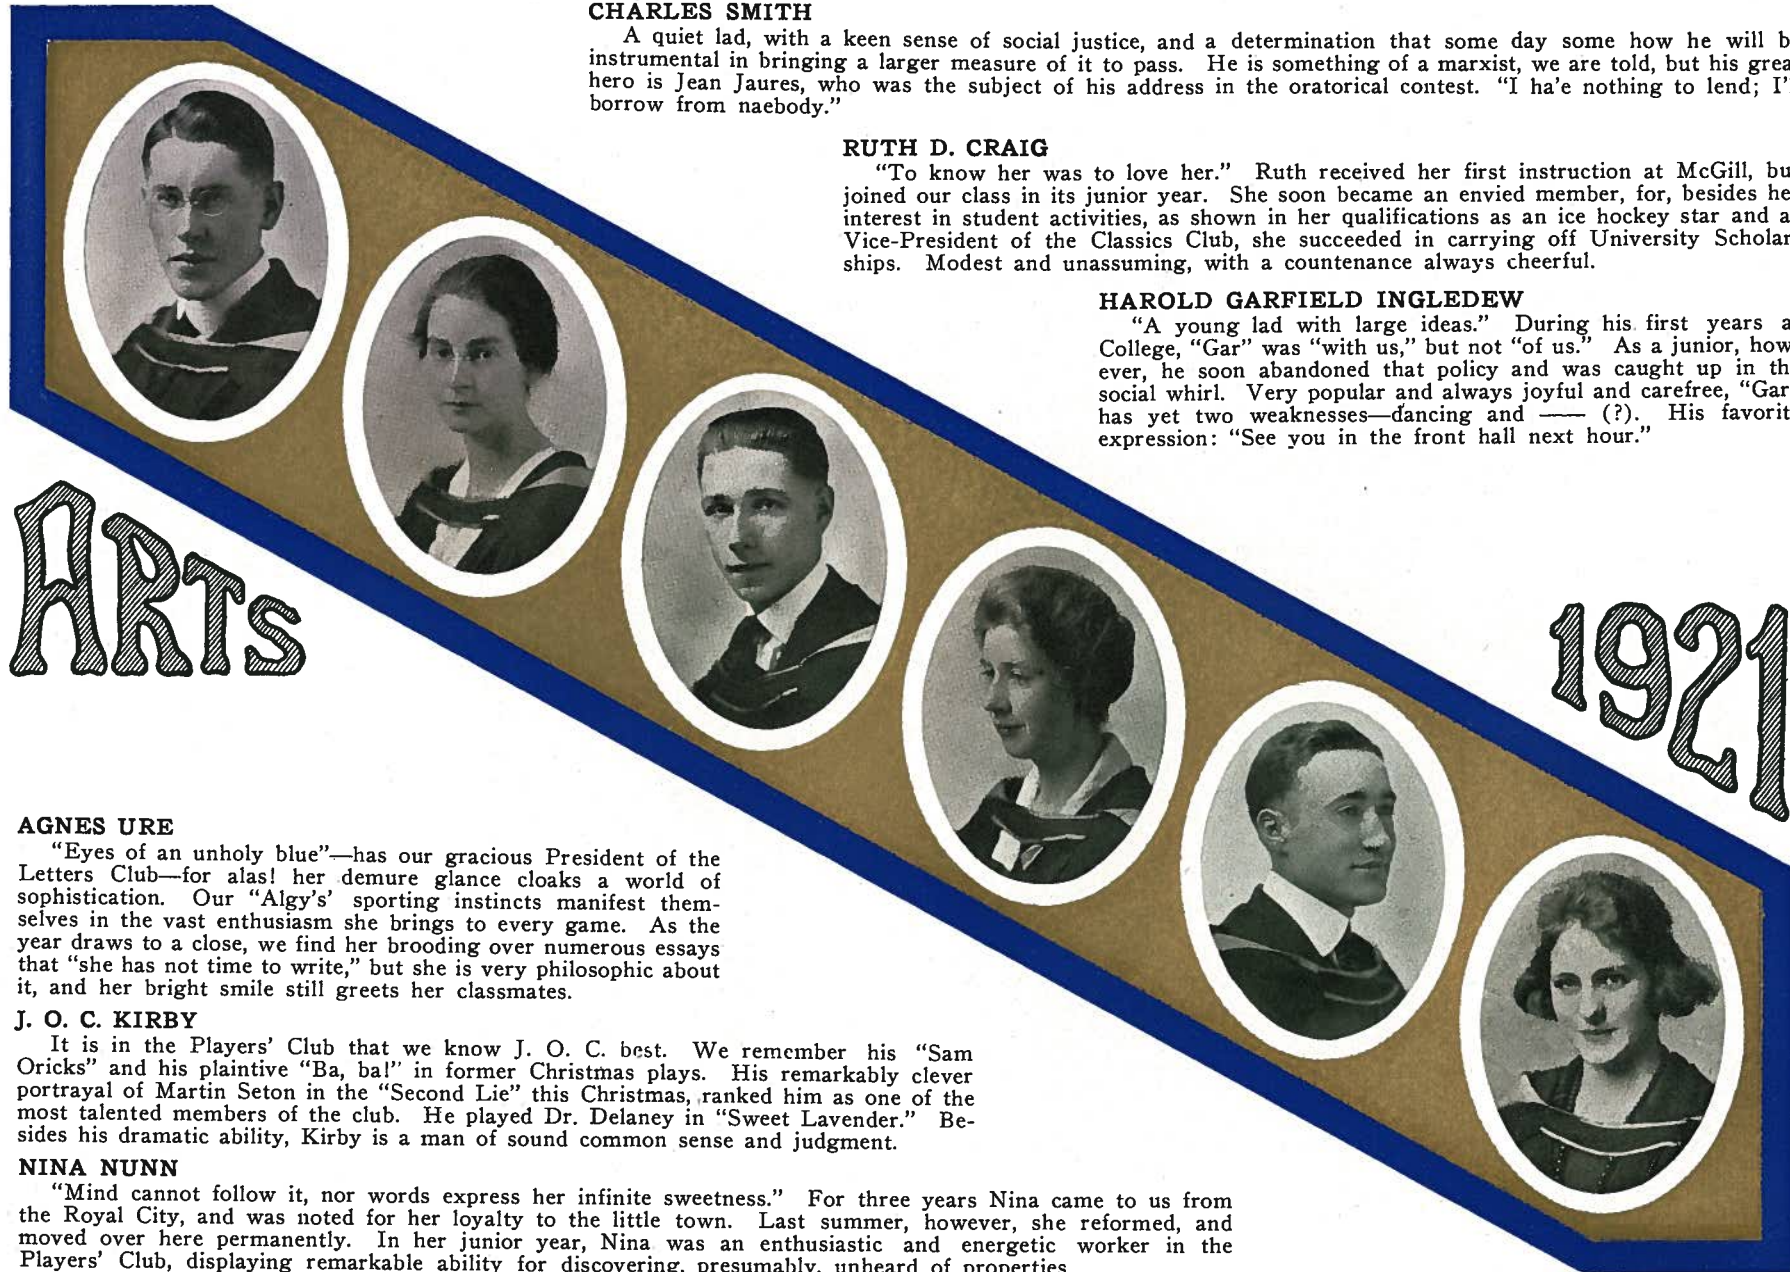 CHARLES SMITH
A quiet lad, with a keen sense of social justice, and a determination that some day some how he will b
instrumental in bringing a larger measure of it to pass. He is something of a marxist, we are told, but his grea
hero is Jean Jaures, who was the subject of his address in the oratorical contest. “I ha’e nothing to lend; I’
borrow from naebody.”
RUTH D. CRAIG
“To know her was to love her.” Ruth received her first instruction at McGill, bu
joined our class in its junior year. She soon became an envied member, for, besides he
interest in student activities, as shown in her qualifications as an ice hockey star and a
Vice-President of the Classics Club, she succeeded in carrying off University Scholar
ships. Modest and unassuming, with a countenance always cheerful.
HAROLD GARFIELD INGLEDEW
“A young lad with large ideas.” During his first years a
College, “Gar” was “with us,” but not “of us.” As a junior, how
ever, he soon abandoned that policy and was caught up in th
social whirl. Very popular and always joyful and carefree, “Gar
has yet two weaknesses—dancing and —— (?). His favorit
expression: “See you in the front hall next hour.”
ARTS
1921
AGNES URE
“Eyes of an unholy blue”—has our gracious President of the
Letters Club—for alas! her demure glance cloaks a world of
sophistication. Our “Algy’s’ sporting instincts manifest them-
selves in the vast enthusiasm she brings to every game. As the
year draws to a close, we find her brooding over numerous essays
that “she has not time to write,” but she is very philosophic about
it, and her bright smile still greets her classmates.
J. O. C. KIRBY
It is in the Players’ Club that we know J. O. C. best. We remember his “Sam
Oricks” and his plaintive “Ba, ba!” in former Christmas plays. His remarkably clever
portrayal of Martin Seton in the “Second Lie” this Christmas, ranked him as one of the
most talented members of the club. He played Dr. Delaney in “Sweet Lavender.” Be-
sides his dramatic ability, Kirby is a man of sound common sense and judgment.
NINA NUNN
“Mind cannot follow it, nor words express her infinite sweetness.” For three years Nina came to us from
the Royal City, and was noted for her loyalty to the little town. Last summer, however, she reformed, and
moved over here permanently. In her junior year, Nina was an enthusiastic and energetic worker in the
Players’ Club, displaying remarkable ability for discovering, presumably, unheard of properties